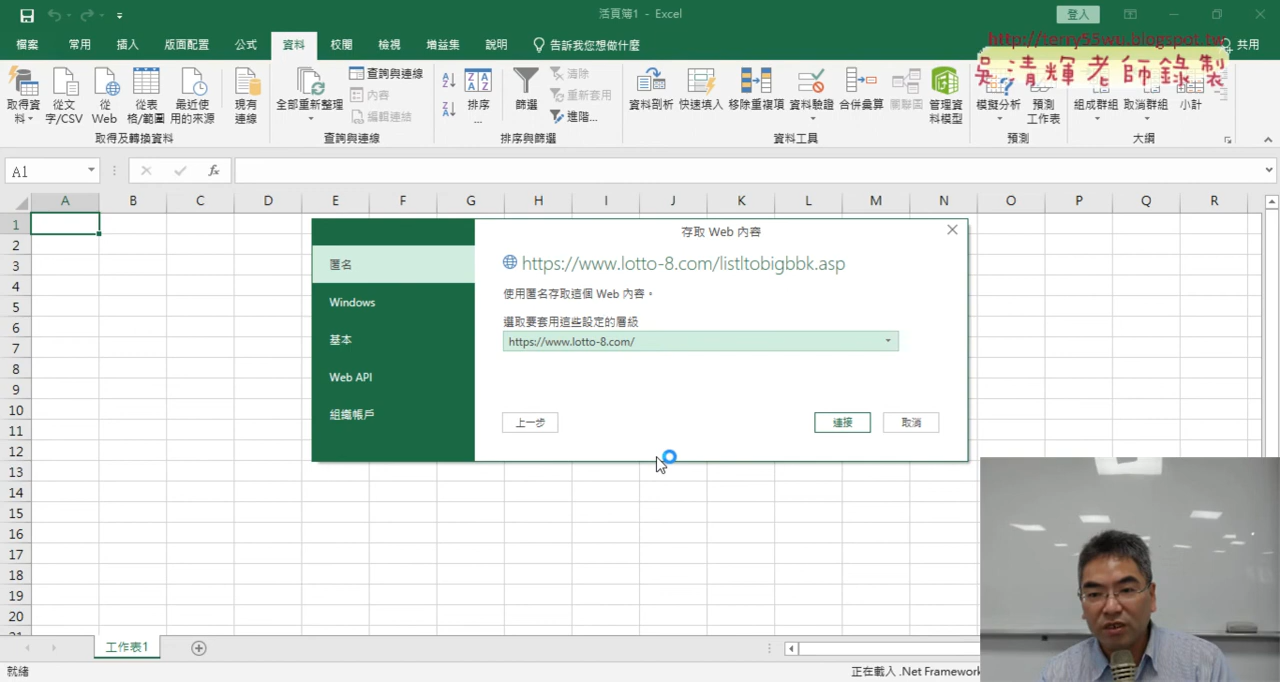 活頁簿1 - Excel
登入
檔案 常用 插入 版面配置 公式 資料 校閱 檢視 增益集 說明 告訴我您想做什麼 共用
http://terry55wu.blogspot.tw
吳清輝老師錄製
取得資料 從文字/CSV 從 Web 從表格/範圍 最近使用的來源 現有連線
取得及轉換資料
全部重新整理 查詢與連線 內容 編輯連結
查詢與連線
排序... 篩選 清除 重新套用 進階...
排序與篩選
資料剖析 快速填入 移除重複項 資料驗證 合併彙算 關聯圖 管理資料模型
資料工具
模擬分析 預測工作表
預測
組成群組 取消群組 小計
大綱
A1
fx
A B C D E F G H I J K L M N O P Q R
1
2
3
4
5
6
7
8
9
10
11
12
13
14
15
16
17
18
19
20
存取 Web 內容
匿名
Windows
基本
Web API
組織帳戶
https://www.lotto-8.com/listltobigbbk.asp
使用匿名存取這個 Web 內容。
選取要套用這些設定的層級
https://www.lotto-8.com/
上一步 連接 取消
工作表1
就緒
正在載入 .Net Framework